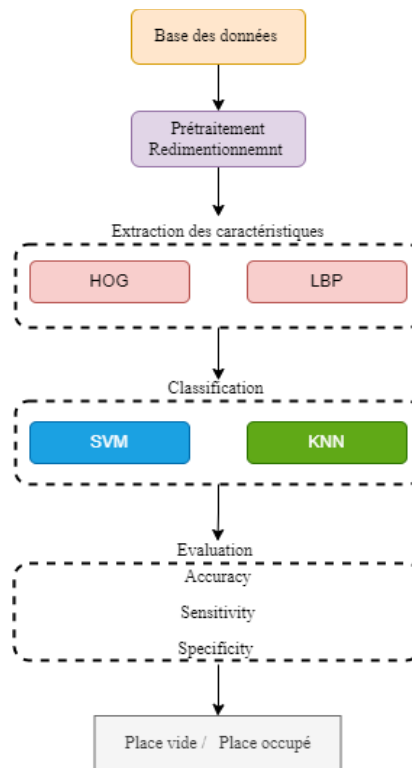 Base des données
Prétraitement
Redimentionnemnt
Extraction des caractéristiques
HOG LBP
Classification
SVM KNN
Evaluation
Accuracy
Sensitivity
Specificity
Place vide / Place occupé